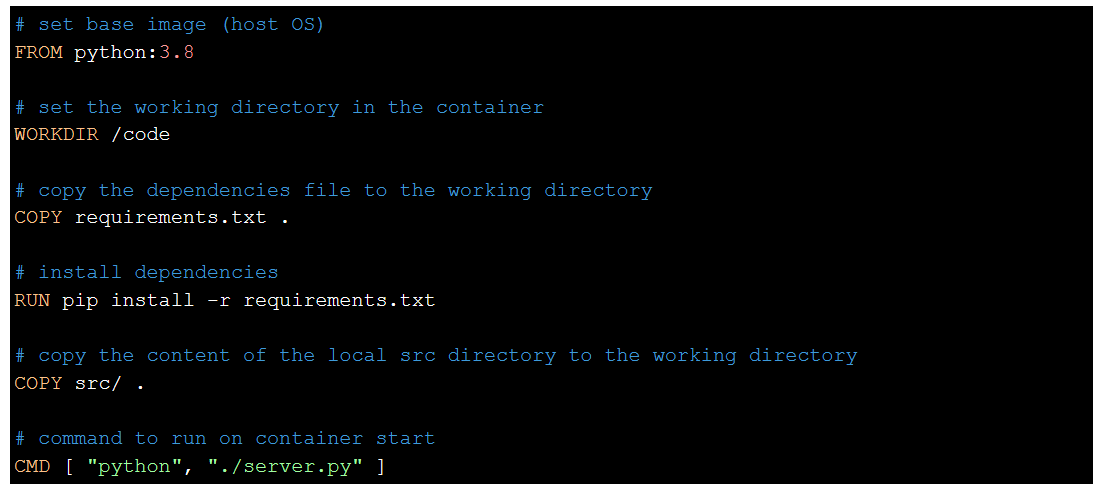 # set base image (host OS)
FROM python:3.8
# set the working directory in the container
WORKDIR /code
# copy the dependencies file to the working directory
COPY requirements.txt .
# install dependencies
RUN pip install -r requirements.txt
# copy the content of the local src directory to the working directory
COPY src/ .
# command to run on container start
CMD [ "python", "./server.py" ]